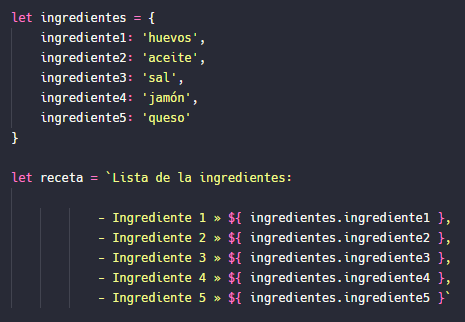 let ingredientes = {
    ingrediente1: 'huevos',
    ingrediente2: 'aceite',
    ingrediente3: 'sal',
    ingrediente4: 'jamón',
    ingrediente5: 'queso'
}
let receta = `Lista de la ingredientes:
            - Ingrediente 1 » ${ ingredientes.ingrediente1 },
            - Ingrediente 2 » ${ ingredientes.ingrediente2 },
            - Ingrediente 3 » ${ ingredientes.ingrediente3 },
            - Ingrediente 4 » ${ ingredientes.ingrediente4 },
            - Ingrediente 5 » ${ ingredientes.ingrediente5 }`